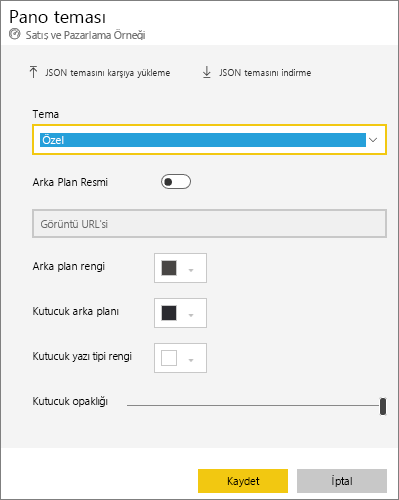 Pano teması
Satış ve Pazarlama Örneği
JSON temasını karşıya yükleme
JSON temasını indirme
Tema
Özel
Arka Plan Resmi
Görüntü URL'si
Arka plan rengi
Kutucuk arka planı
Kutucuk yazı tipi rengi
Kutucuk opaklığı
Kaydet
İptal